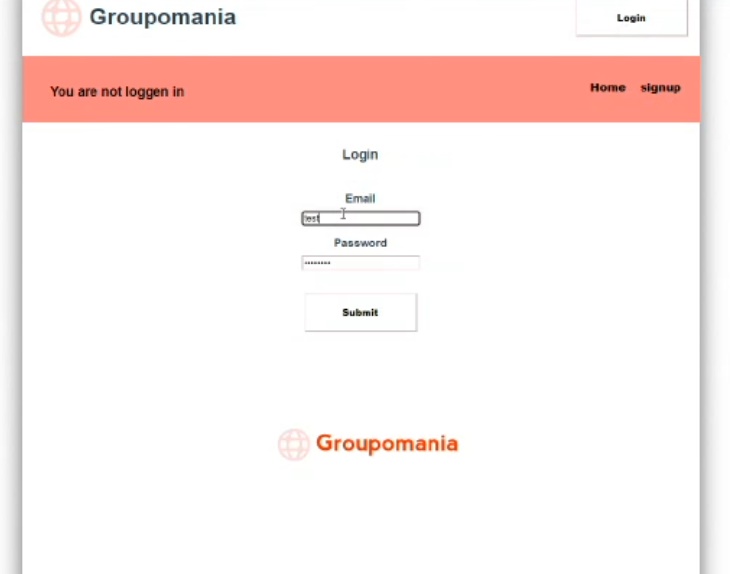 Groupomania
Login
You are not loggen in
Home signup
Login
Email
test
Password
Submit
Groupomania